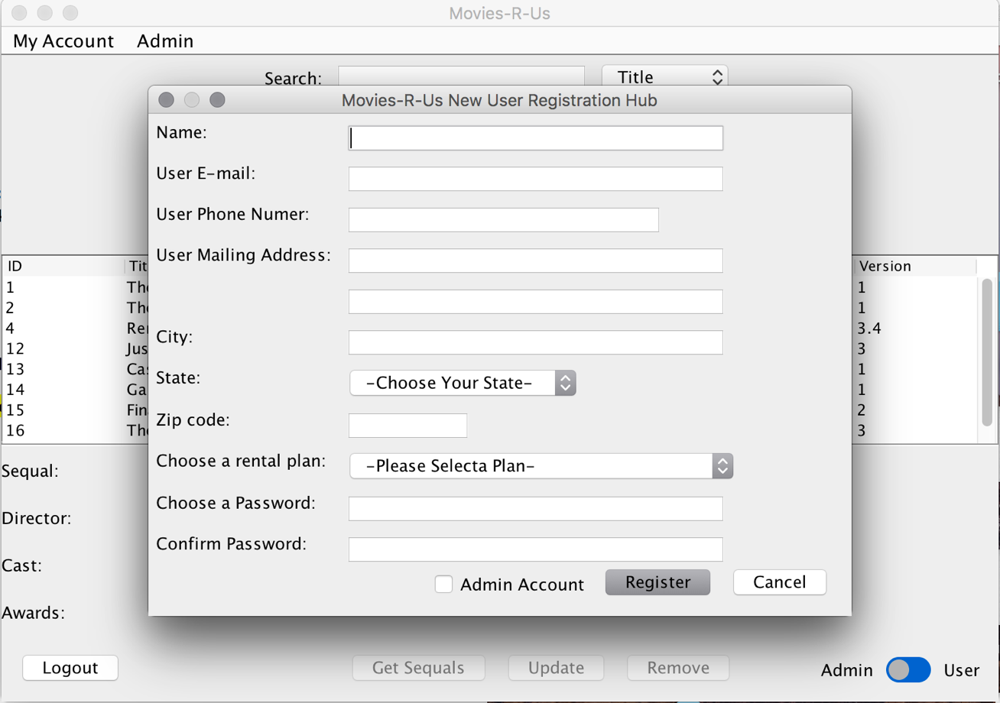 Movies-R-Us
My Account Admin
Search: Title
Movies-R-Us New User Registration Hub
Name:
User E-mail:
User Phone Numer:
User Mailing Address:
City:
State: -Choose Your State-
Zip code:
Choose a rental plan: -Please Selecta Plan-
Choose a Password:
Confirm Password:
Admin Account Register Cancel
ID Tit Version
1 The 1
2 The 1
4 Rer 3.4
12 Jus 3
13 Cas 1
14 Ga 1
15 Fina 2
16 The 3
Sequal:
Director:
Cast:
Awards:
Logout Get Sequals Update Remove Admin User